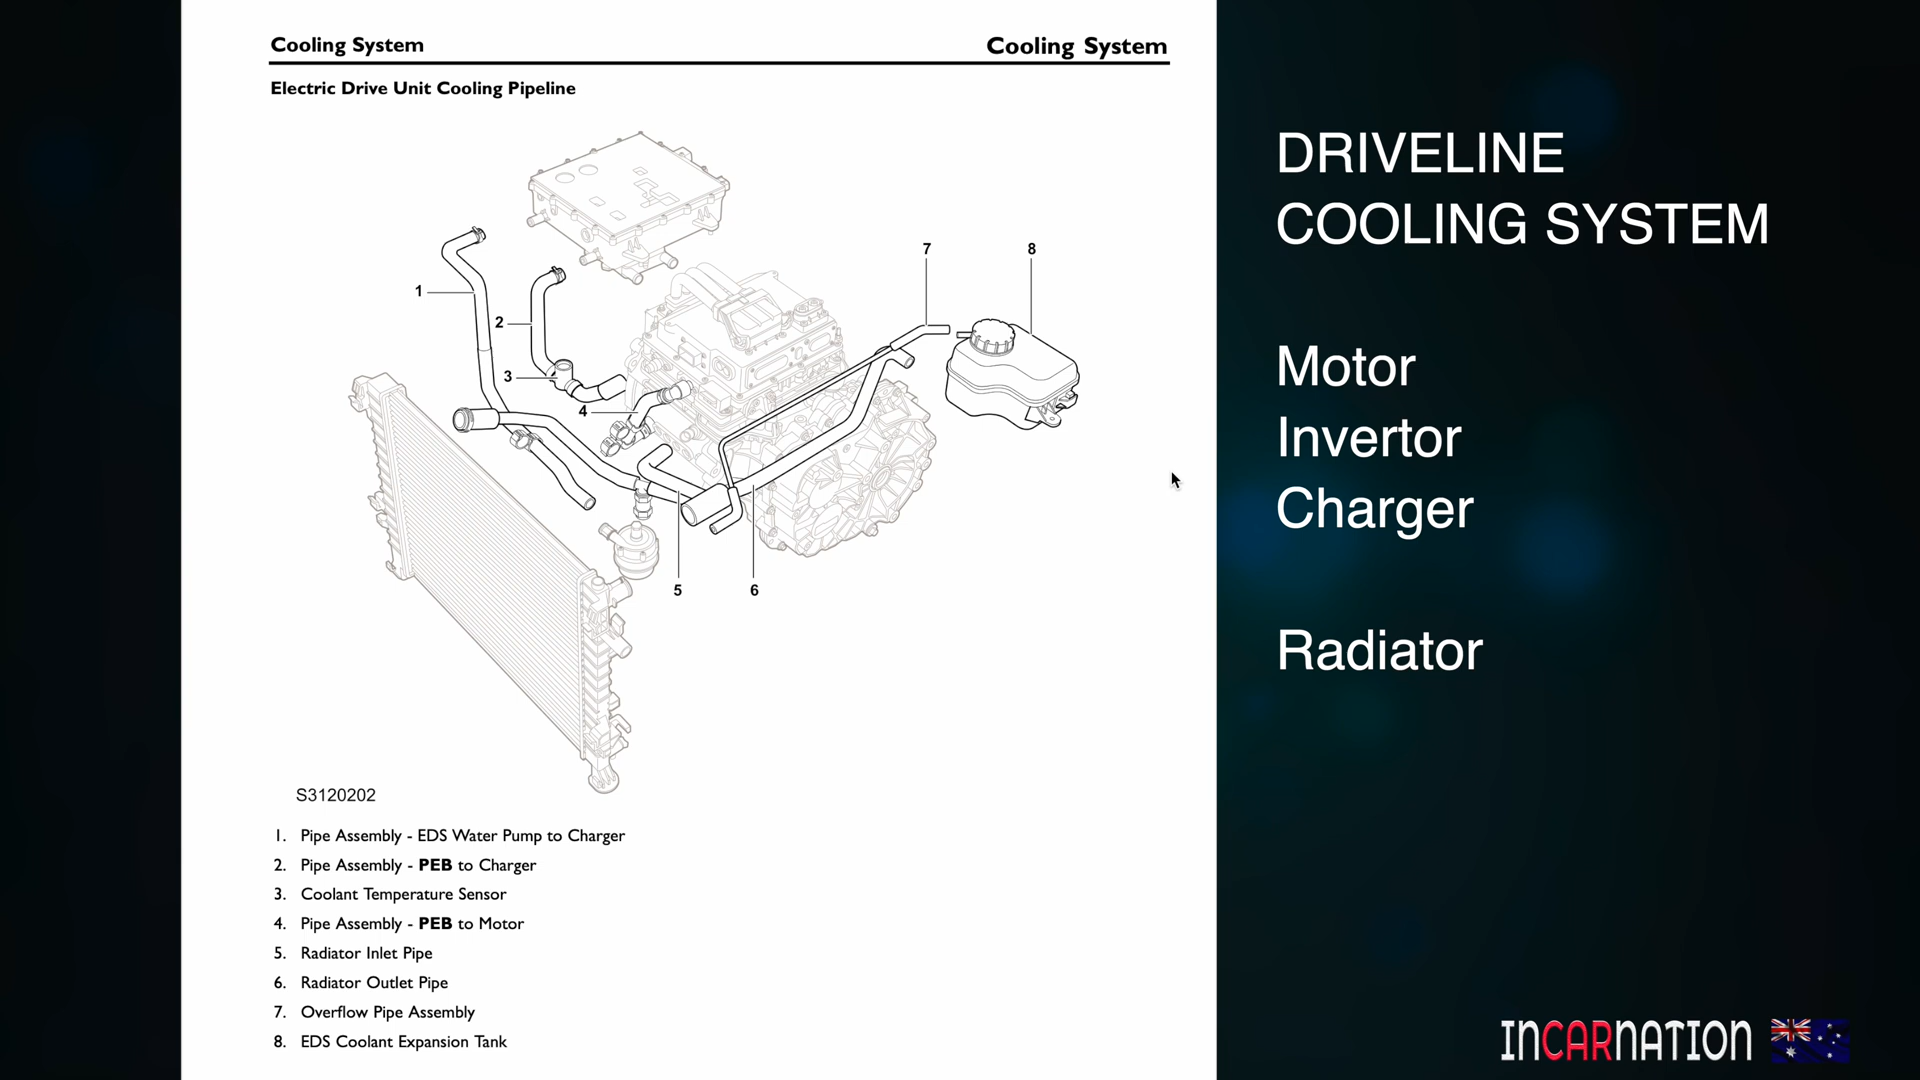 Cooling System
Cooling System
Electric Drive Unit Cooling Pipeline
7
8
1
2
3
4
5
6
S3120202
1. Pipe Assembly - EDS Water Pump to Charger
2. Pipe Assembly - PEB to Charger
3. Coolant Temperature Sensor
4. Pipe Assembly - PEB to Motor
5. Radiator Inlet Pipe
6. Radiator Outlet Pipe
7. Overflow Pipe Assembly
8. EDS Coolant Expansion Tank
DRIVELINE
COOLING SYSTEM
Motor
Invertor
Charger
Radiator
INCARNATION